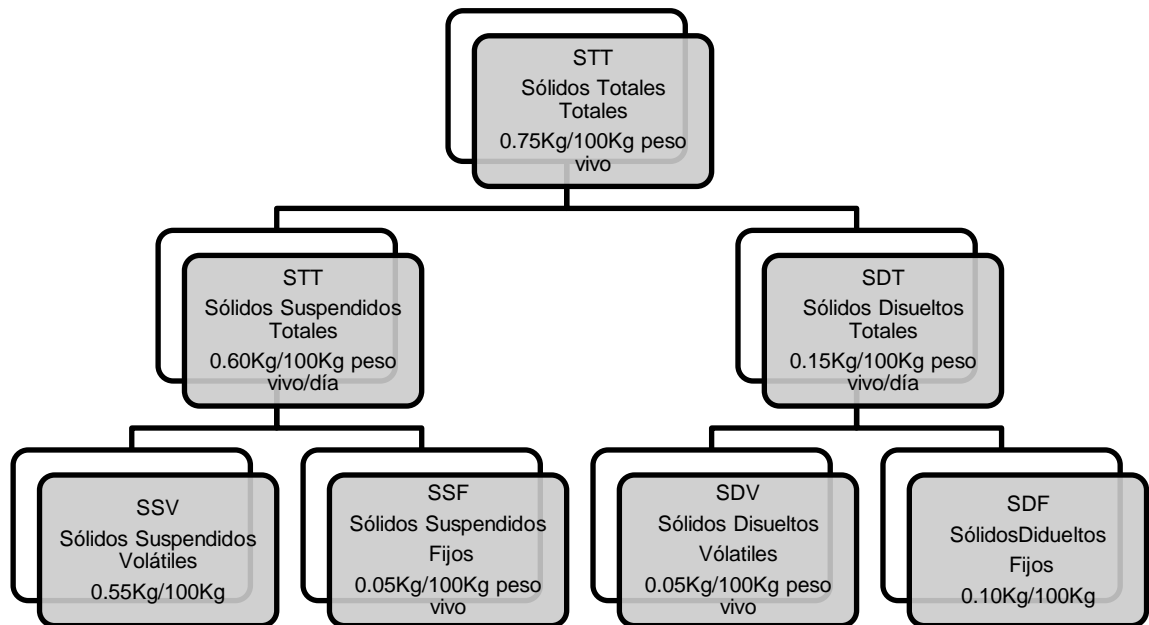 STT
Sólidos Totales
Totales
0.75Kg/100Kg peso
vivo
STT
Sólidos Suspendidos
Totales
0.60Kg/100Kg peso
vivo/día
SDT
Sólidos Disueltos
Totales
0.15Kg/100Kg peso
vivo/día
SSV
Sólidos Suspendidos
Volátiles
0.55Kg/100Kg
SSF
Sólidos Suspendidos
Fijos
0.05Kg/100Kg peso
vivo
SDV
Sólidos Disueltos
Vólatiles
0.05Kg/100Kg peso
vivo
SDF
SólidosDidueltos
Fijos
0.10Kg/100Kg